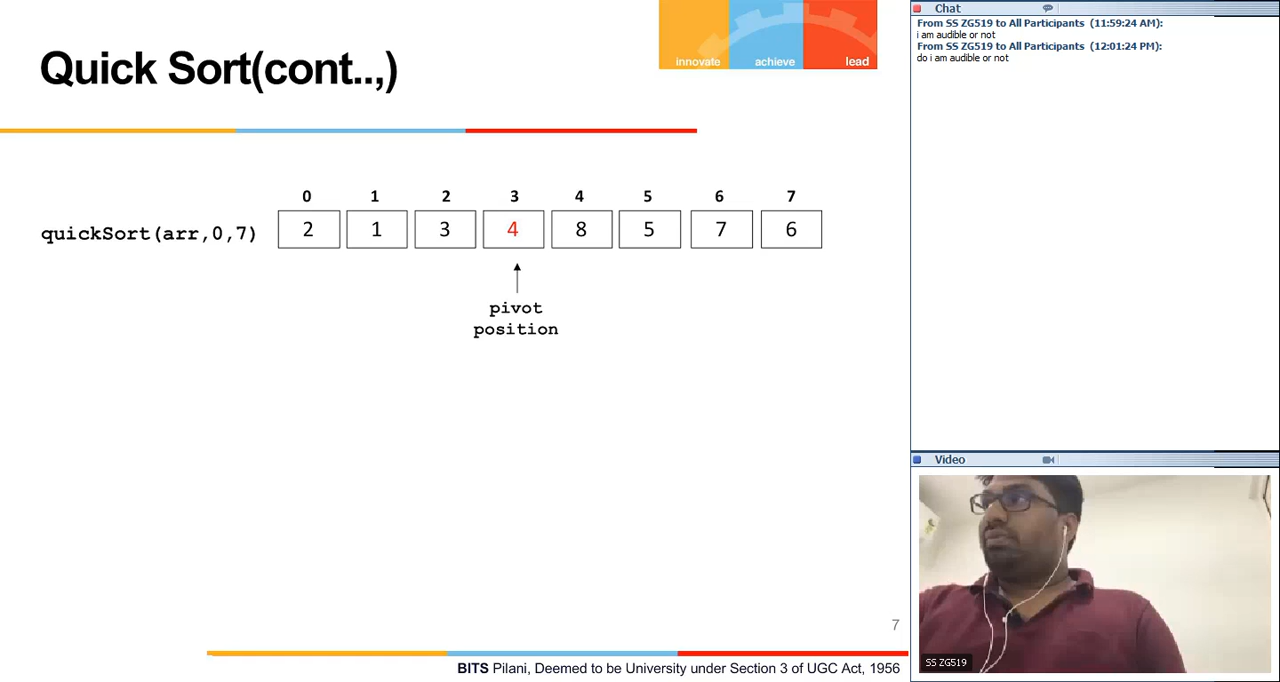 Quick Sort(cont..,)
innovate achieve lead
0 1 2 3 4 5 6 7
quickSort(arr,0,7) 2 1 3 4 8 5 7 6
pivot
position
7
BITS Pilani, Deemed to be University under Section 3 of UGC Act, 1956
Chat
From SS ZG519 to All Participants (11:59:24 AM):
i am audible or not
From SS ZG519 to All Participants (12:01:24 PM):
do i am audible or not
Video
SS ZG519